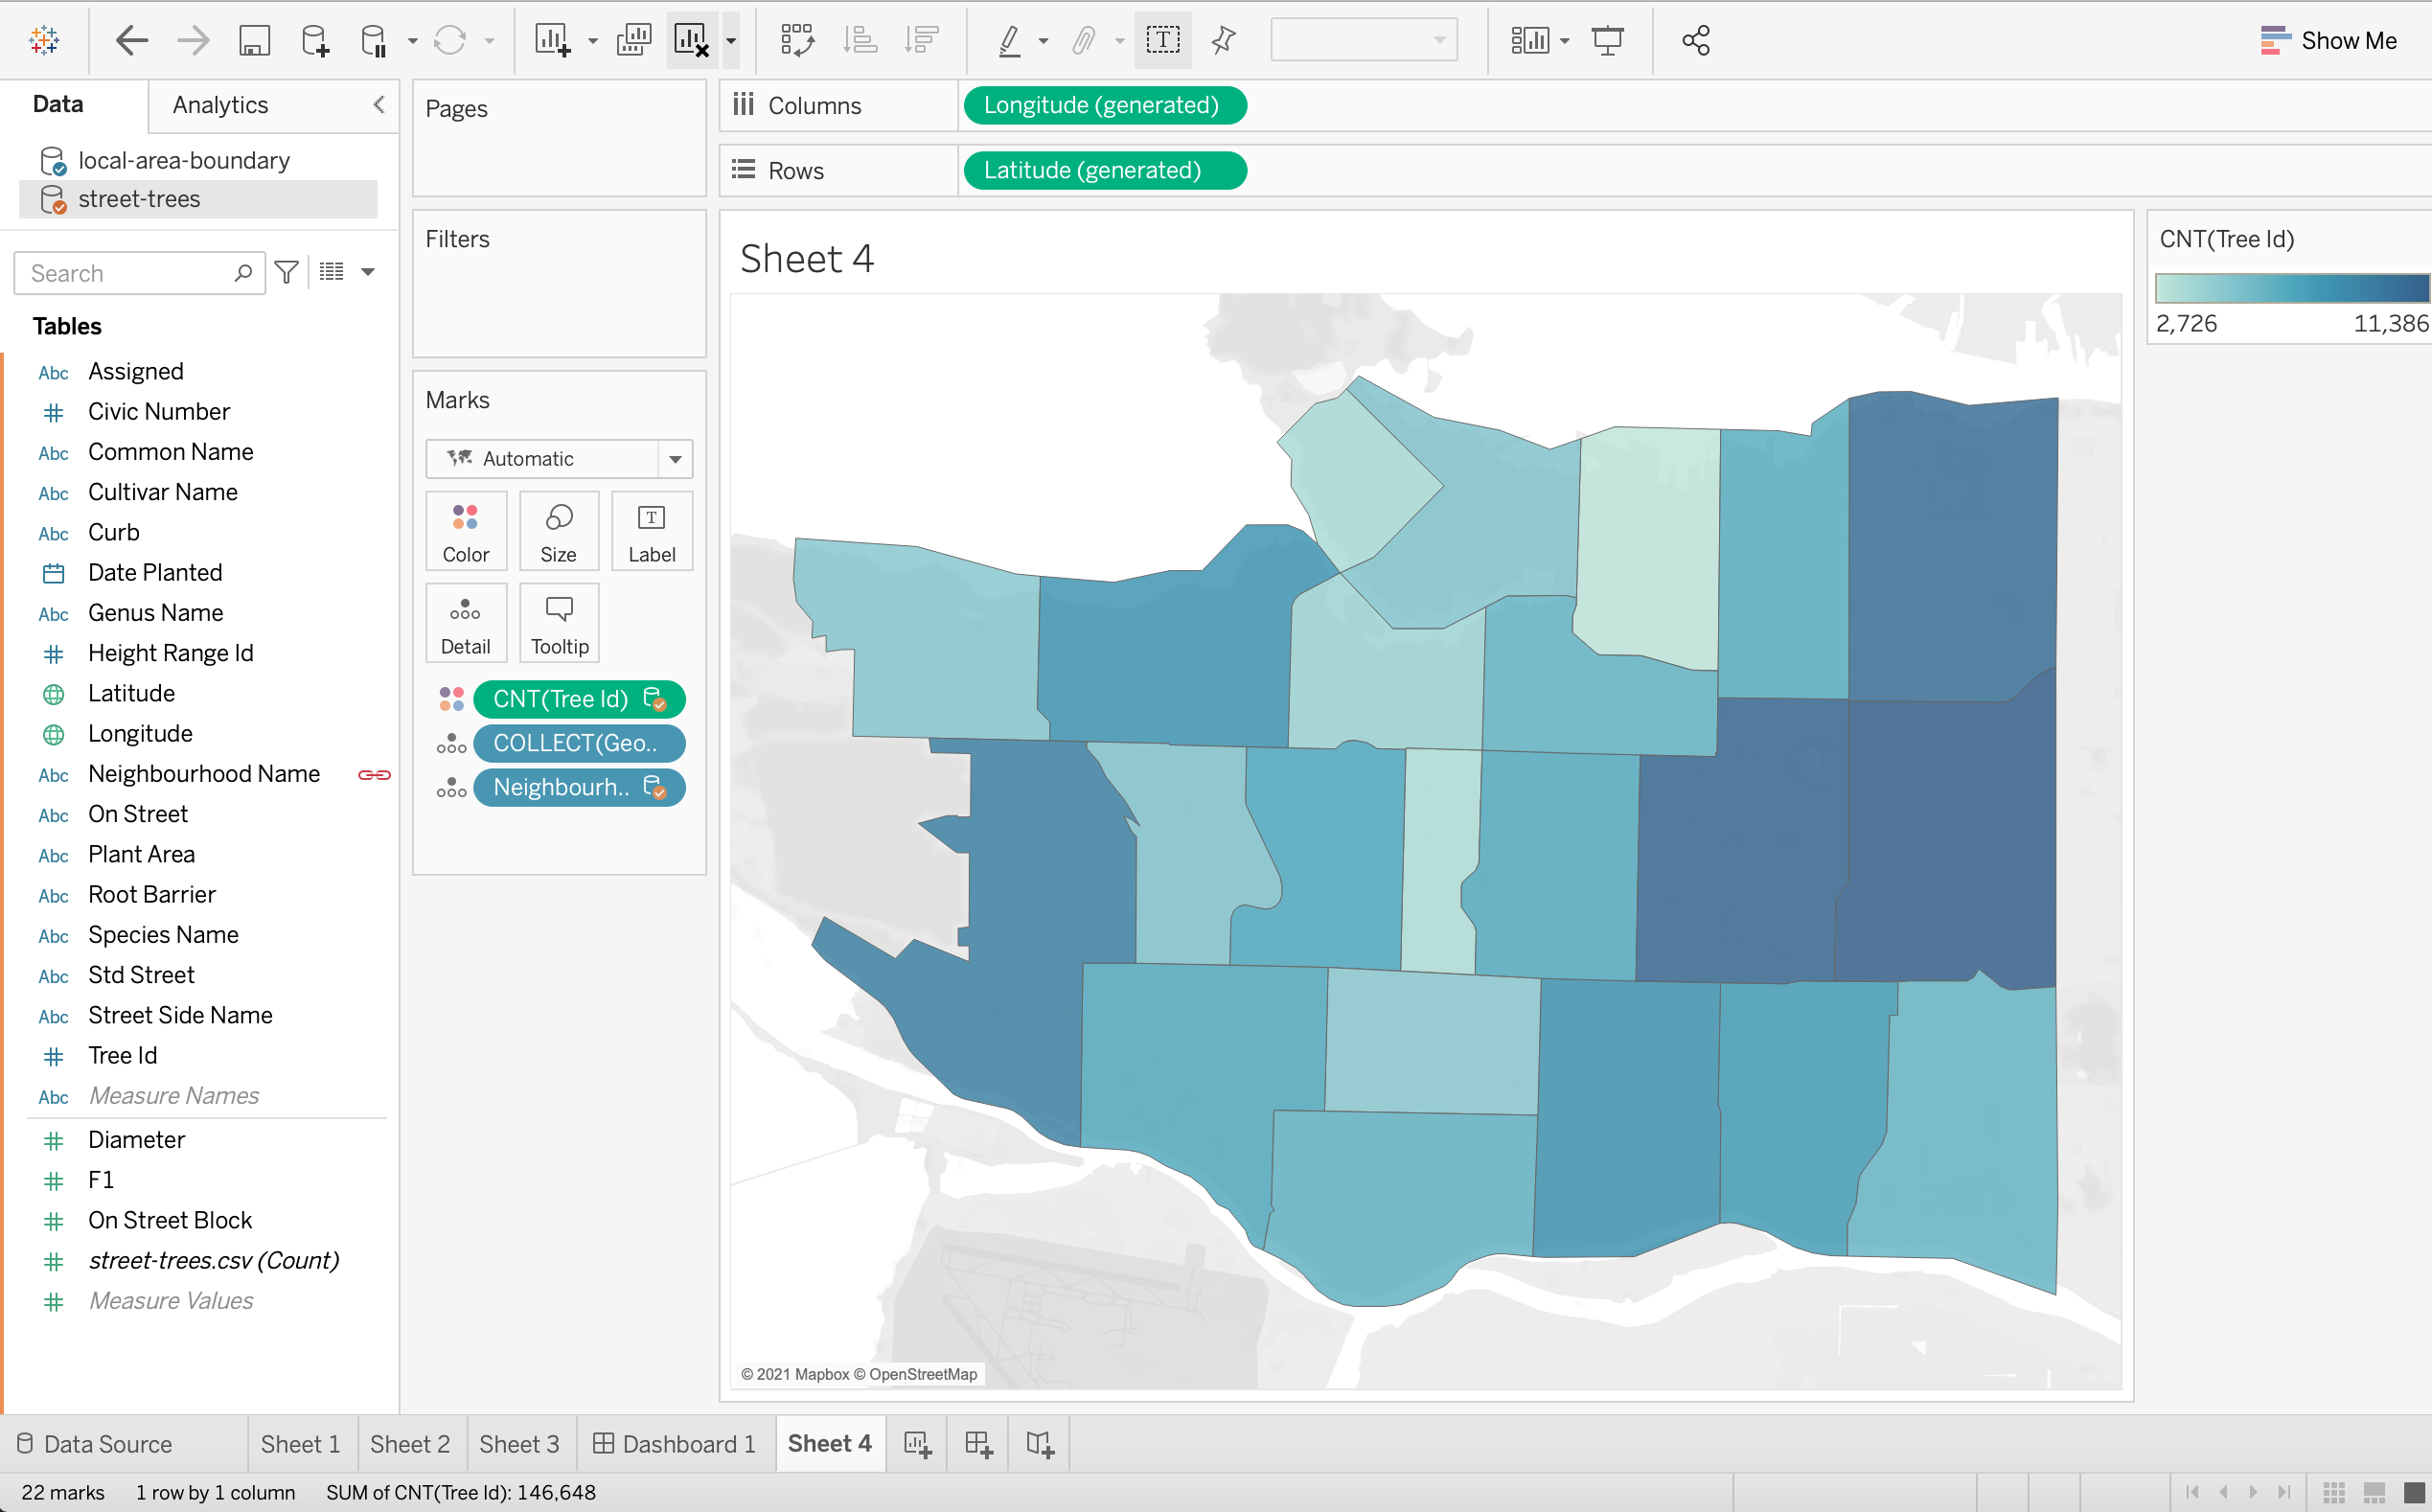 Show Me
Data
Analytics
local-area-boundary
street-trees
Search
Tables
Abc Assigned
Civic Number
Abc Common Name
Abc Cultivar Name
Abc Curb
Date Planted
Abc Genus Name
Height Range Id
Latitude
Longitude
Abc Neighbourhood Name
Abc On Street
Abc Plant Area
Abc Root Barrier
Abc Species Name
Abc Std Street
Abc Street Side Name
Tree Id
Abc Measure Names
Diameter
F1
On Street Block
street-trees.csv (Count)
Measure Values
Pages
Filters
Marks
Automatic
Color
Size
Label
Detail
Tooltip
CNT(Tree Id)
COLLECT(Geo..
Neighbourh..
Columns
Longitude (generated)
Rows
Latitude (generated)
Sheet 4
© 2021 Mapbox © OpenStreetMap
CNT(Tree Id)
2,726 11,386
Data Source
Sheet 1
Sheet 2
Sheet 3
Dashboard 1
Sheet 4
22 marks 1 row by 1 column SUM of CNT(Tree Id): 146,648